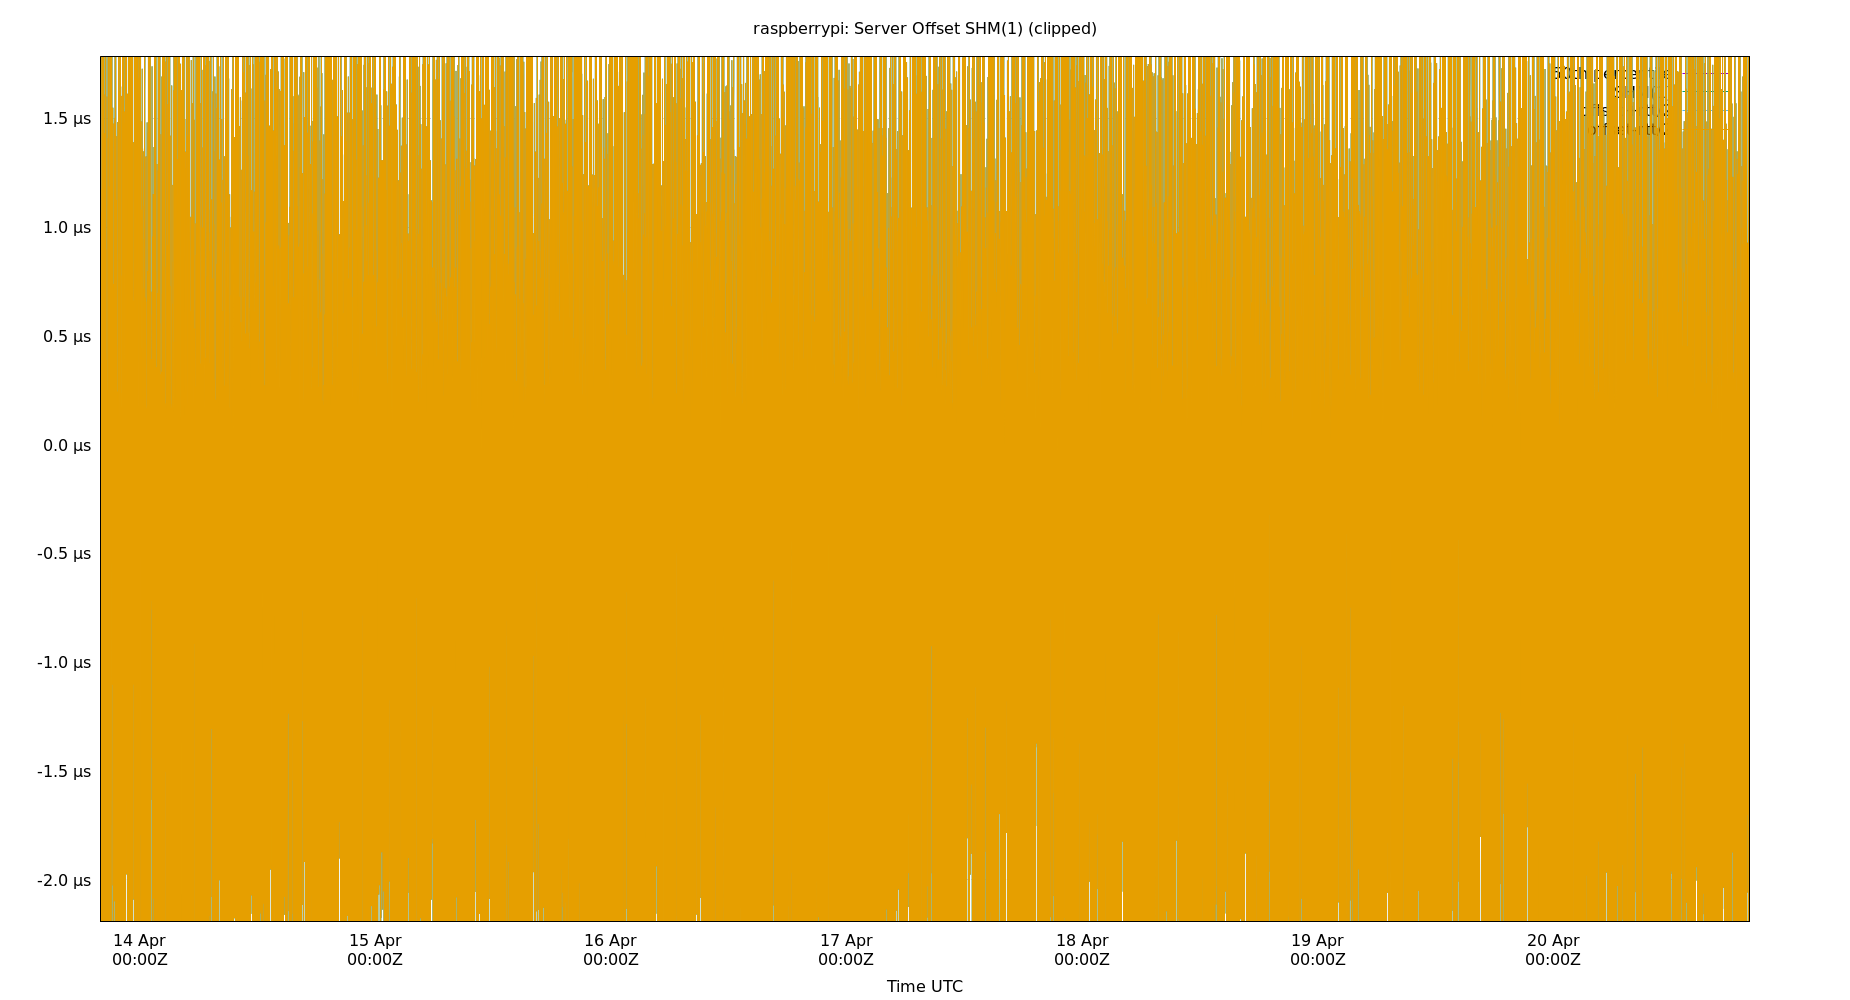 raspberrypi: Server Offset SHM(1) (clipped)
1.5 µs
1.0 µs
0.5 µs
0.0 µs
-0.5 µs
-1.0 µs
-1.5 µs
-2.0 µs
14 Apr 15 Apr 16 Apr 17 Apr 18 Apr 19 Apr 20 Apr
00:00Z 00:00Z 00:00Z 00:00Z 00:00Z 00:00Z 00:00Z
Time UTC